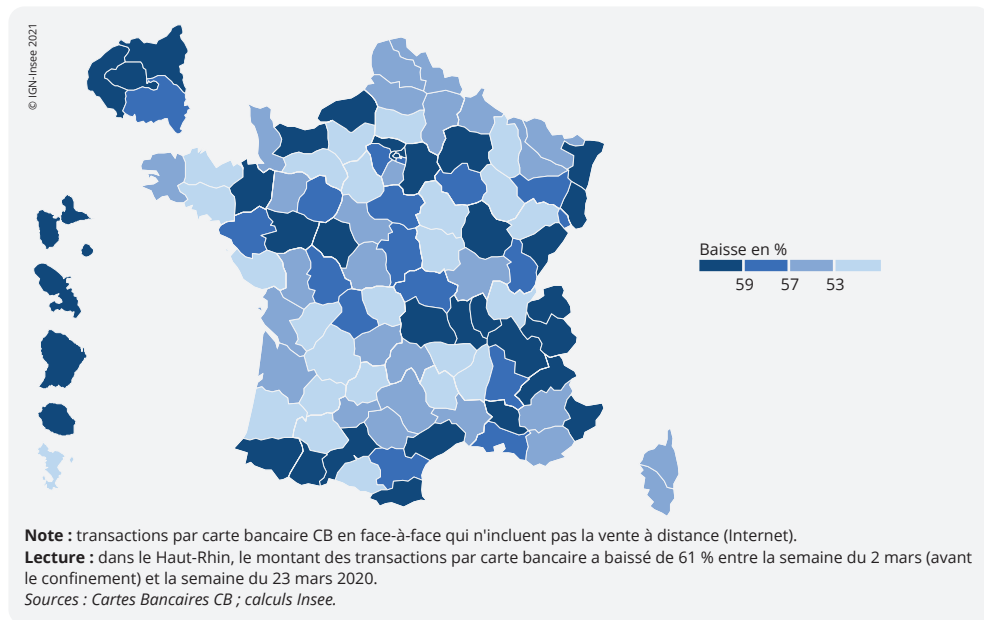 © IGN-Insee 2021
Baisse en %
59 57 53
Note : transactions par carte bancaire CB en face-à-face qui n'incluent pas la vente à distance (Internet).
Lecture : dans le Haut-Rhin, le montant des transactions par carte bancaire a baissé de 61 % entre la semaine du 2 mars (avant
le confinement) et la semaine du 23 mars 2020.
Sources : Cartes Bancaires CB ; calculs Insee.